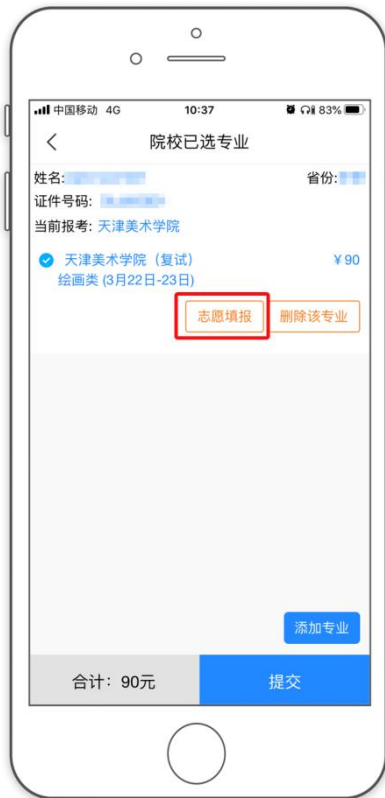 中国移动 4G 10:37 83%
院校已选专业
姓名: 省份:
证件号码:
当前报考: 天津美术学院
天津美术学院（复试） ¥90
绘画类 (3月22日-23日)
志愿填报 删除该专业
添加专业
合计：90元 提交